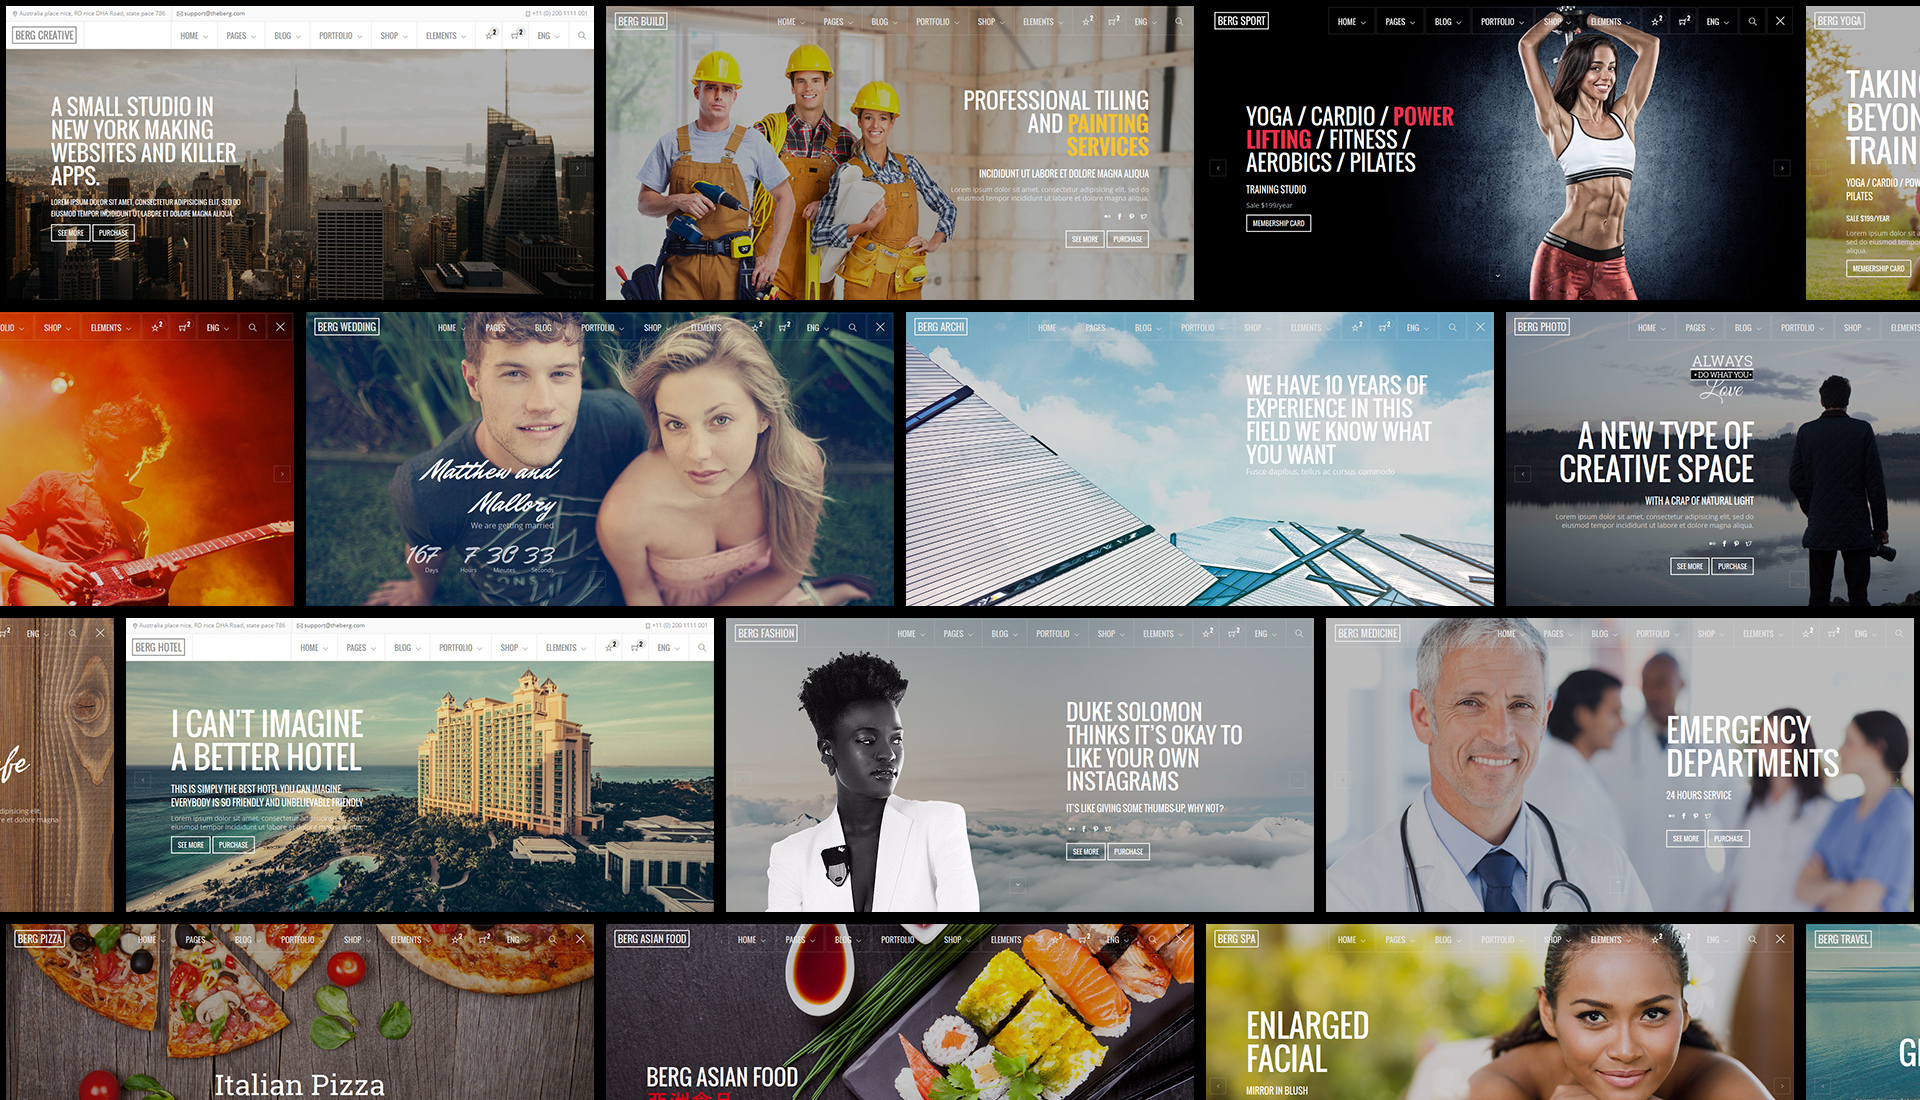 Australia place nice, RD nice DHA Road, state pace 786
support@theberg.com
+11 (0) 200 1111 001
BERG CREATIVE
HOME PAGES BLOG PORTFOLIO SHOP ELEMENTS 2 2 ENG
A SMALL STUDIO IN
NEW YORK MAKING
WEBSITES AND KILLER
APPS.
LOREM IPSUM DOLOR SIT AMET, CONSECTETUR ADIPISICING ELIT, SED DO
EIUSMOD TEMPOR INCIDIDUNT UT LABORE ET DOLORE MAGNA ALIQUA.
SEE MORE PURCHASE
BERG BUILD
HOME PAGES BLOG PORTFOLIO SHOP ELEMENTS 2 2 ENG
PROFESSIONAL TILING
AND PAINTING
SERVICES
INCIDIDUNT UT LABORE ET DOLORE MAGNA ALIQUA
Lorem ipsum dolor sit amet, consectetur adipisicing elit, sed do
eiusmod tempor incididunt ut labore et dolore magna aliqua.
SEE MORE PURCHASE
BERG SPORT
HOME PAGES BLOG PORTFOLIO SHOP ELEMENTS 2 2 ENG
YOGA / CARDIO / POWER
LIFTING / FITNESS /
AEROBICS / PILATES
TRAINING STUDIO
Sale $199/year
MEMBERSHIP CARD
BERG YOGA
TAKING
BEYON
TRAIN
YOGA / CARDIO / POW
PILATES
SALE $199/YEAR
Lorem ipsum dolor sit a
sed do eiusmod tempor
aliqua.
MEMBERSHIP CARD
OLIO SHOP ELEMENTS 2 2 ENG
BERG WEDDING
HOME PAGES BLOG PORTFOLIO SHOP ELEMENTS 2 2 ENG
Matthew and
Mallory
We are getting married
167 7 30 33
Days Hours Minutes Seconds
BERG ARCHI
HOME PAGES BLOG PORTFOLIO SHOP ELEMENTS 2 2 ENG
WE HAVE 10 YEARS OF
EXPERIENCE IN THIS
FIELD WE KNOW WHAT
YOU WANT
Fusce dapibus, tellus ac cursus commodo
BERG PHOTO
HOME PAGES BLOG PORTFOLIO SHOP ELEMENTS
ALWAYS
DO WHAT YOU
Love
A NEW TYPE OF
CREATIVE SPACE
WITH A CRAP OF NATURAL LIGHT
Lorem ipsum dolor sit amet, consectetur adipisicing elit, sed do
eiusmod tempor incididunt ut labore et dolore magna aliqua.
SEE MORE PURCHASE
2 ENG
fe
dipisicing elit,
e et dolore magna
Australia place nice, RD nice DHA Road, state pace 786
support@theberg.com
+11 (0) 200 1111 001
BERG HOTEL
HOME PAGES BLOG PORTFOLIO SHOP ELEMENTS 2 2 ENG
I CAN'T IMAGINE
A BETTER HOTEL
THIS IS SIMPLY THE BEST HOTEL YOU CAN IMAGINE.
EVERYBODY IS SO FRIENDLY AND UNBELIEVABLE FRIENDLY
Lorem ipsum dolor sit amet, consectetur adipisicing elit, sed do
eiusmod tempor incididunt ut labore et dolore magna aliqua.
SEE MORE PURCHASE
BERG FASHION
HOME PAGES BLOG PORTFOLIO SHOP ELEMENTS 2 2 ENG
DUKE SOLOMON
THINKS IT'S OKAY TO
LIKE YOUR OWN
INSTAGRAMS
IT'S LIKE GIVING SOME THUMBS-UP, WHY NOT?
SEE MORE PURCHASE
BERG MEDICINE
HOME PAGES BLOG PORTFOLIO SHOP ELEMENTS 2 2 ENG
EMERGENCY
DEPARTMENTS
24 HOURS SERVICE
SEE MORE PURCHASE
BERG PIZZA
HOME PAGES BLOG PORTFOLIO SHOP ELEMENTS 2 2 ENG
Italian Pizza
BERG ASIAN FOOD
HOME PAGES BLOG PORTFOLIO SHOP ELEMENTS 2 2 ENG
BERG ASIAN FOOD
亚洲食品
BERG SPA
HOME PAGES BLOG PORTFOLIO SHOP ELEMENTS 2 2 ENG
ENLARGED
FACIAL
MIRROR IN BLUSH
BERG TRAVEL
G